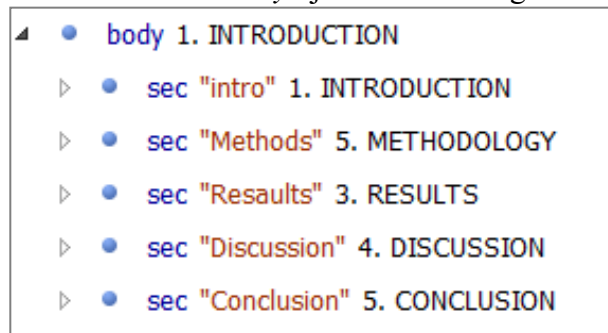 body 1. INTRODUCTION
sec "intro" 1. INTRODUCTION
sec "Methods" 5. METHODOLOGY
sec "Resaults" 3. RESULTS
sec "Discussion" 4. DISCUSSION
sec "Conclusion" 5. CONCLUSION